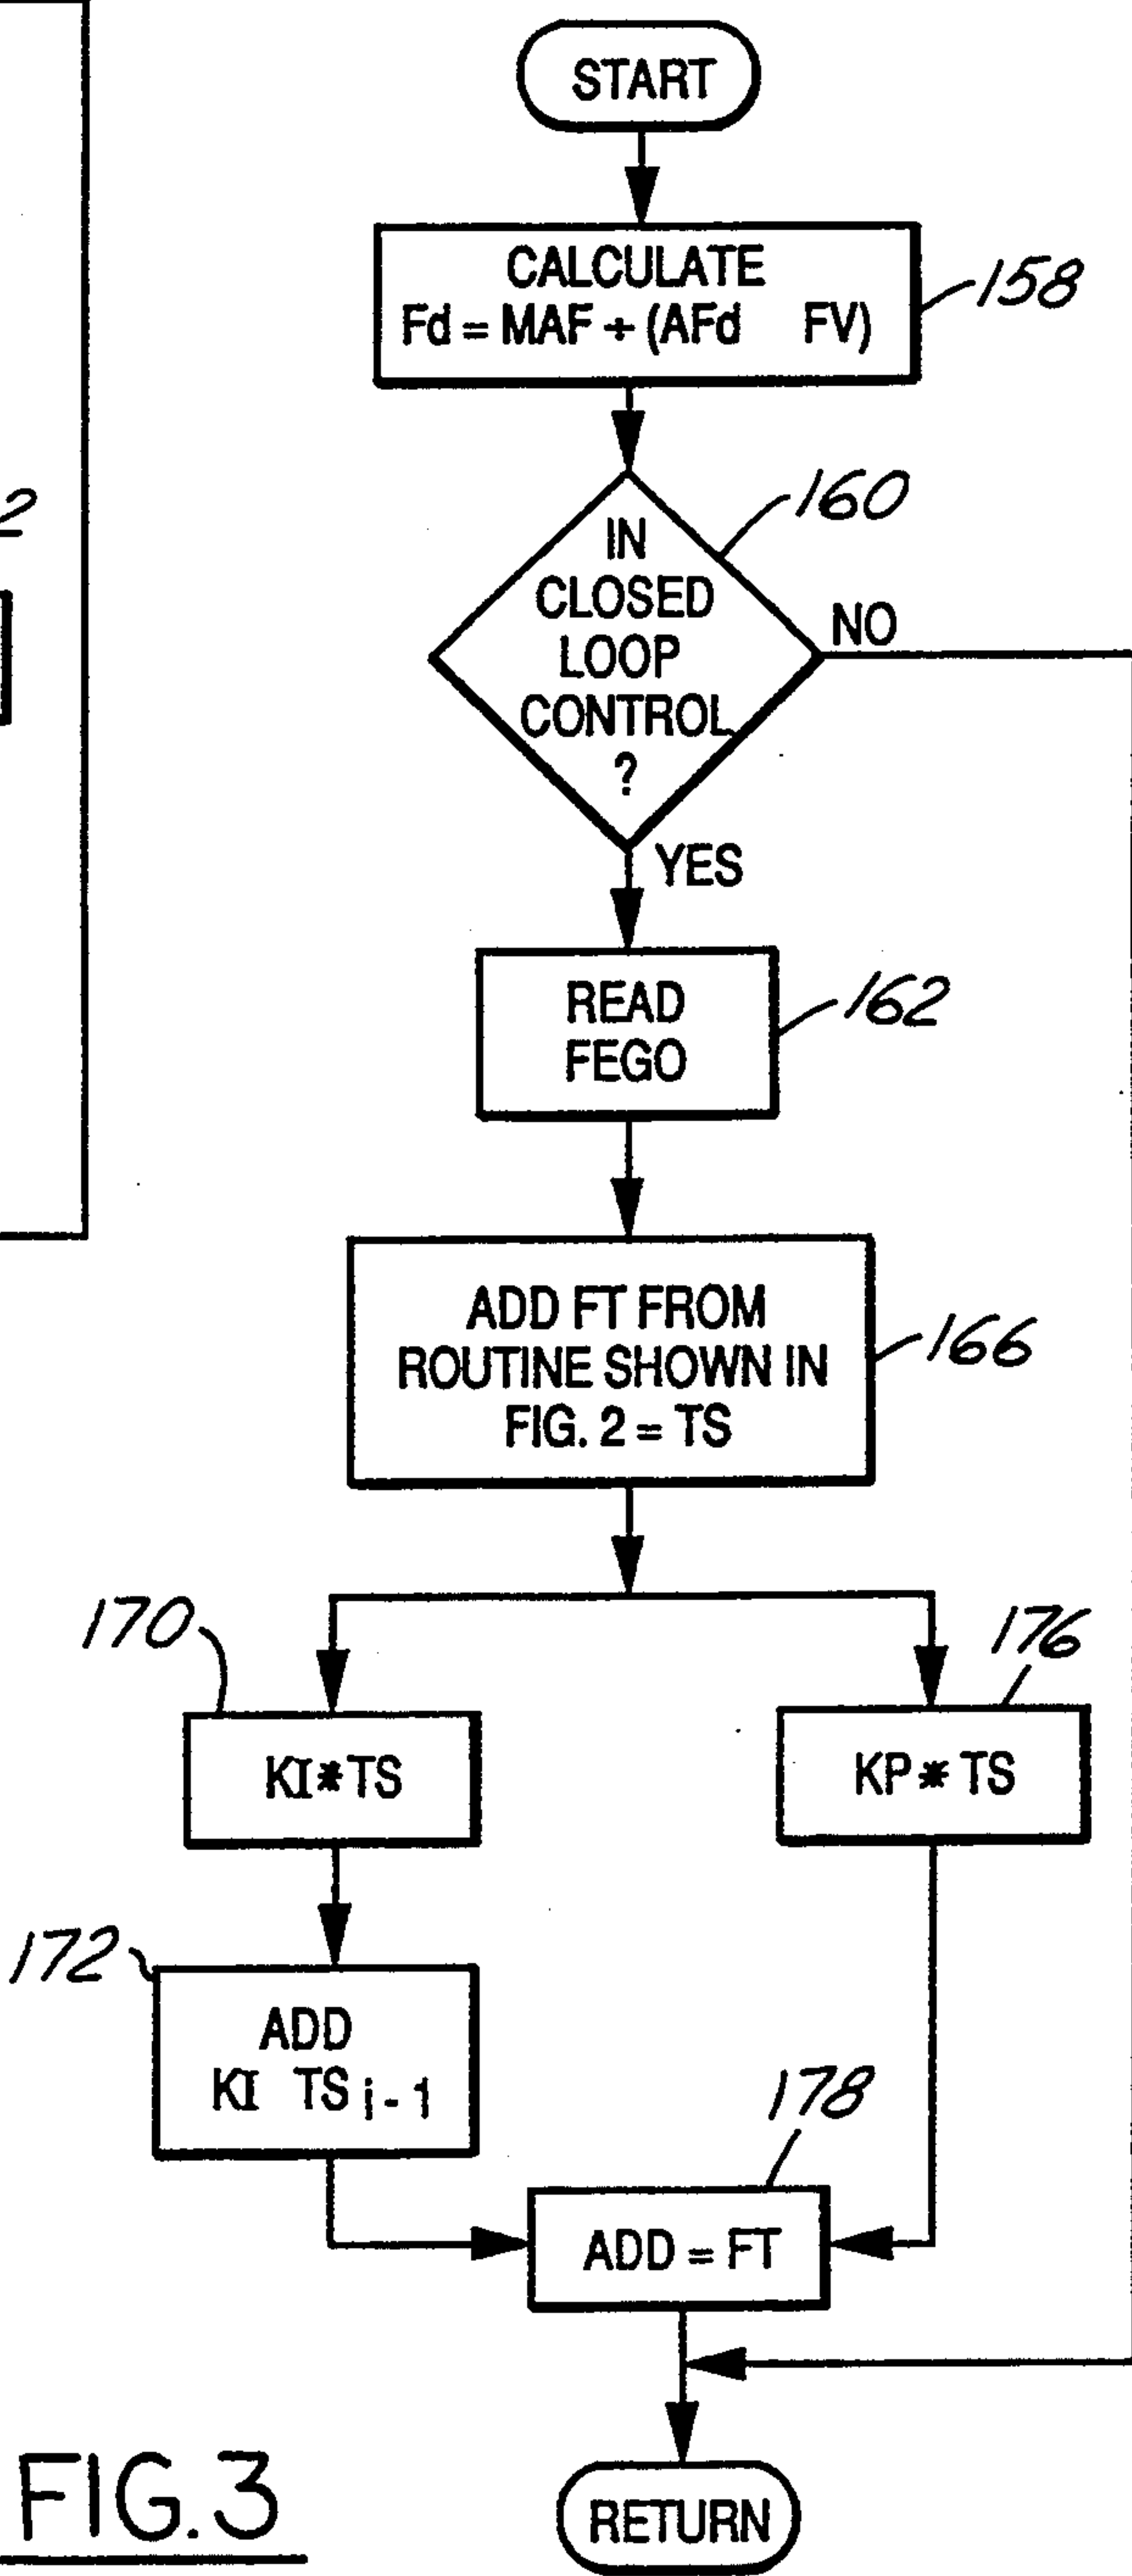 START
CALCULATE
Fd = MAF ÷ (AFd FV)
158
160
IN
CLOSED
LOOP
CONTROL
?
NO
2
YES
READ
FEGO
162
ADD FT FROM
ROUTINE SHOWN IN
FIG. 2 = TS
166
170
176
KI*TS
KP* TS
172
ADD
KI TS i - 1
178
ADD = FT
RETURN
FIG.3